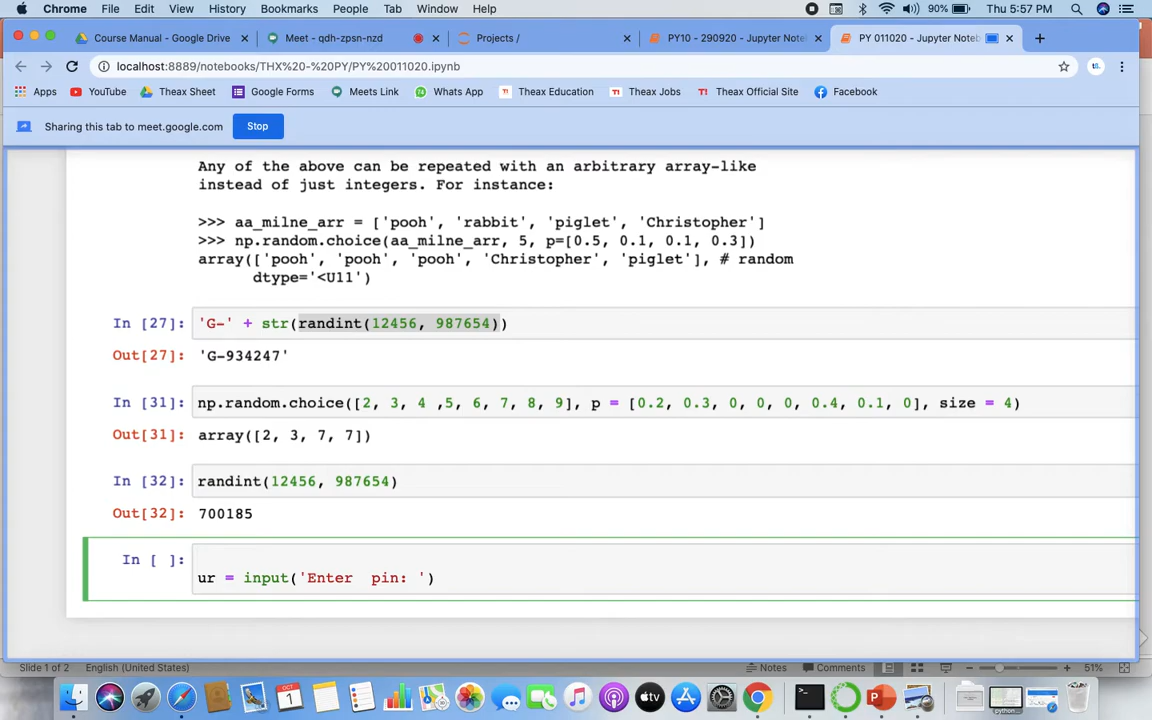 Chrome File Edit View History Bookmarks People Tab Window Help 90% Thu 5:57 PM
Course Manual - Google Drive Meet - qdh-zpsn-nzd Projects / PY10 - 290920 - Jupyter Note PY 011020 - Jupyter Notebook
localhost:8889/notebooks/THX%20-%20PY/PY%20011020.ipynb
Apps YouTube Theax Sheet Google Forms Meets Link Whats App Theax Education Theax Jobs Theax Official Site Facebook
Sharing this tab to meet.google.com Stop
Any of the above can be repeated with an arbitrary array-like
instead of just integers. For instance:
>>> aa_milne_arr = ['pooh', 'rabbit', 'piglet', 'Christopher']
>>> np.random.choice(aa_milne_arr, 5, p=[0.5, 0.1, 0.1, 0.3])
array(['pooh', 'pooh', 'pooh', 'Christopher', 'piglet'], # random
dtype='<U11')
In [27]: 'G-' + str(randint(12456, 987654))
Out[27]: 'G-934247'
In [31]: np.random.choice([2, 3, 4 ,5, 6, 7, 8, 9], p = [0.2, 0.3, 0, 0, 0, 0.4, 0.1, 0], size = 4)
Out[31]: array([2, 3, 7, 7])
In [32]: randint(12456, 987654)
Out[32]: 700185
In [ ]:
ur = input('Enter  pin: ')
Slide 1 of 2 English (United States) Notes Comments 51%